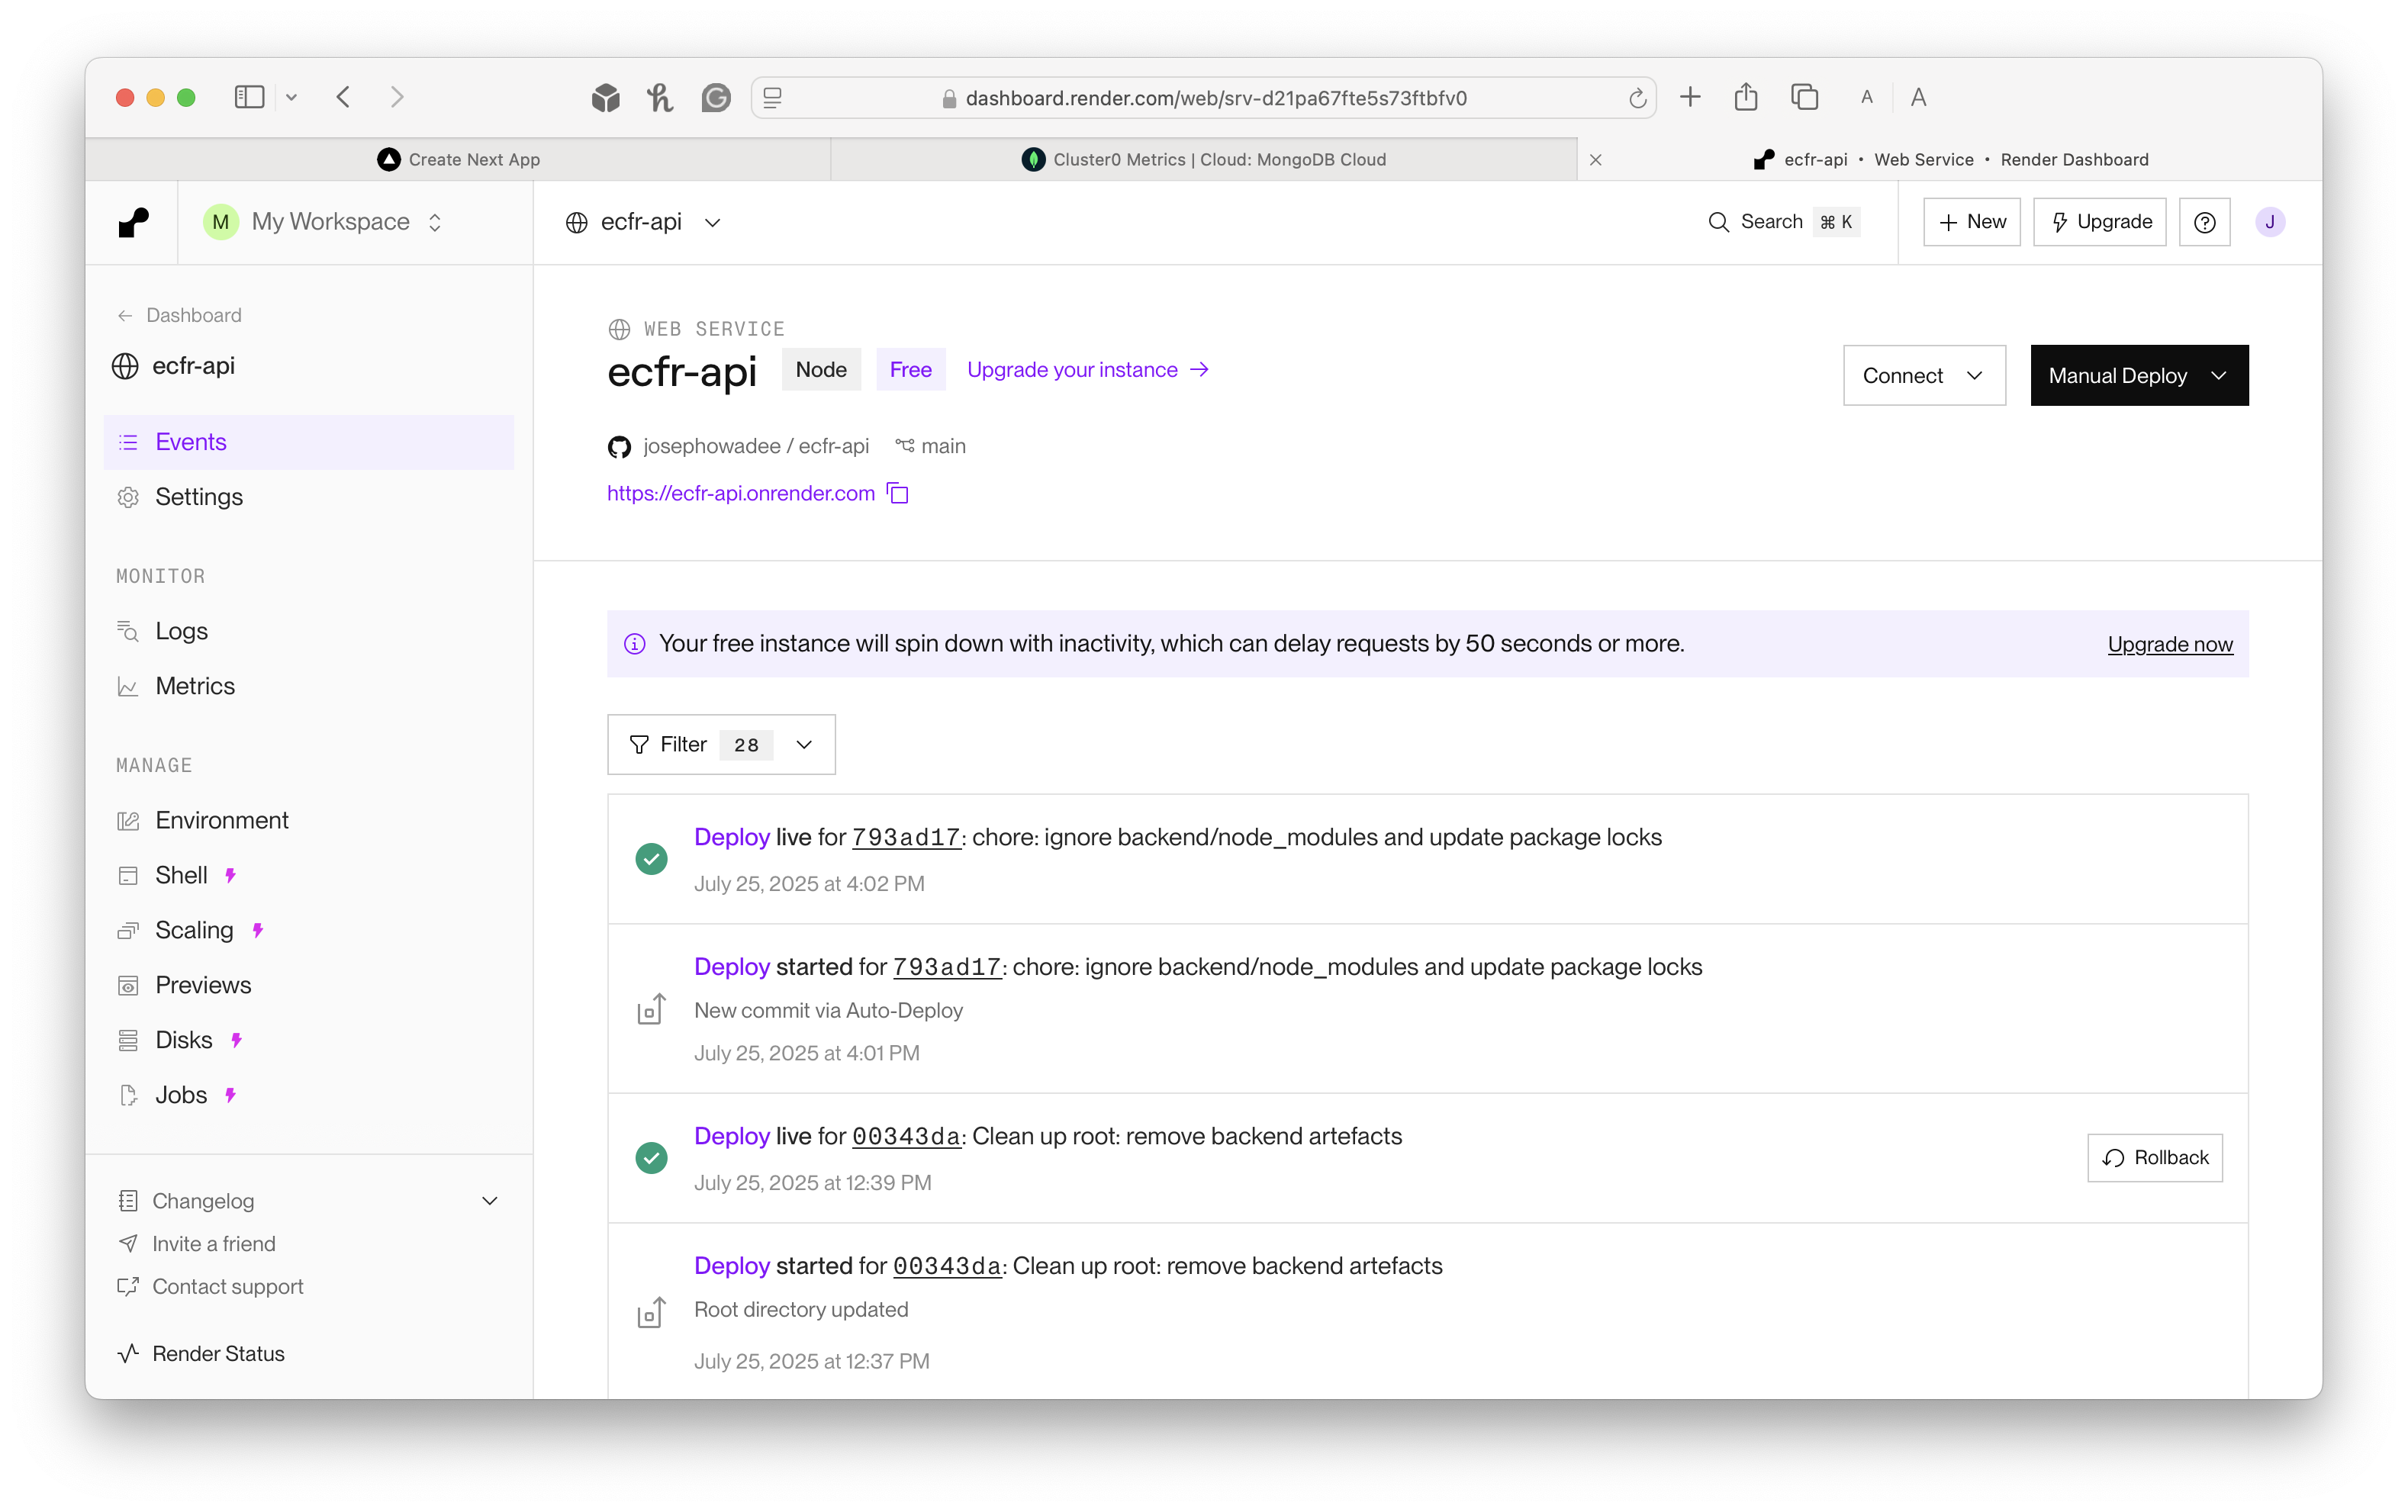 dashboard.render.com/web/srv-d21pa67fte5s73ftbfv0
A A
Create Next App
Cluster0 Metrics | Cloud: MongoDB Cloud
ecfr-api • Web Service • Render Dashboard
M My Workspace
ecfr-api
Search ⌘ K
New
Upgrade
J
Dashboard
ecfr-api
Events
Settings
MONITOR
Logs
Metrics
MANAGE
Environment
Shell
Scaling
Previews
Disks
Jobs
Changelog
Invite a friend
Contact support
Render Status
WEB SERVICE
ecfr-api Node Free Upgrade your instance →
Connect
Manual Deploy
josephowadee / ecfr-api main
https://ecfr-api.onrender.com
Your free instance will spin down with inactivity, which can delay requests by 50 seconds or more.
Upgrade now
Filter 28
Deploy live for 793ad17: chore: ignore backend/node_modules and update package locks
July 25, 2025 at 4:02 PM
Deploy started for 793ad17: chore: ignore backend/node_modules and update package locks
New commit via Auto-Deploy
July 25, 2025 at 4:01 PM
Deploy live for 00343da: Clean up root: remove backend artefacts
July 25, 2025 at 12:39 PM
Rollback
Deploy started for 00343da: Clean up root: remove backend artefacts
Root directory updated
July 25, 2025 at 12:37 PM